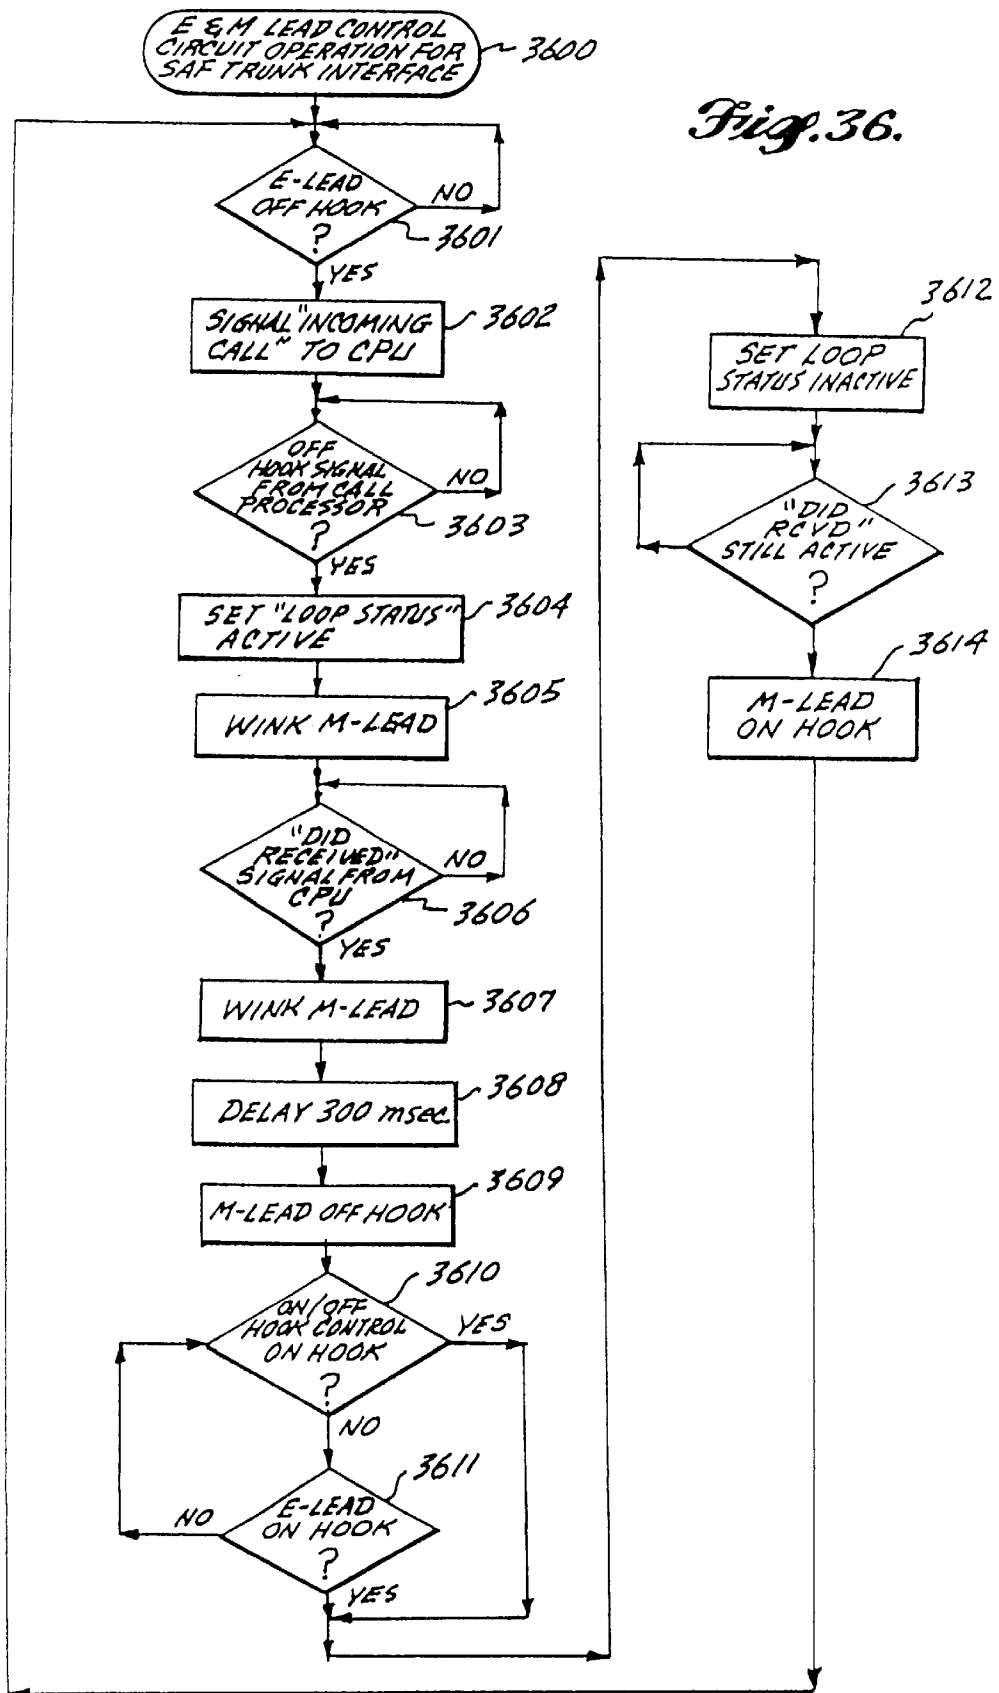 E & M LEAD CONTROL
CIRCUIT OPERATION FOR
SAF TRUNK INTERFACE
3600
Fig. 36.
E-LEAD
OFF HOOK
?
NO
3601
YES
SIGNAL "INCOMING
CALL" TO CPU
3602
OFF
HOOK SIGNAL
FROM CALL
PROCESSOR
?
NO
3603
YES
SET "LOOP STATUS"
ACTIVE
3604
WINK M-LEAD
3605
"DID
RECEIVED"
SIGNAL FROM
CPU
?
NO
3606
YES
WINK M-LEAD
3607
DELAY 300 msec.
3608
M-LEAD OFF HOOK
3609
ON/OFF
HOOK CONTROL
ON HOOK
?
3610
YES
NO
E-LEAD
ON HOOK
?
3611
NO
YES
SET LOOP
STATUS INACTIVE
3612
"DID
RCVD"
STILL ACTIVE
?
3613
M-LEAD
ON HOOK
3614